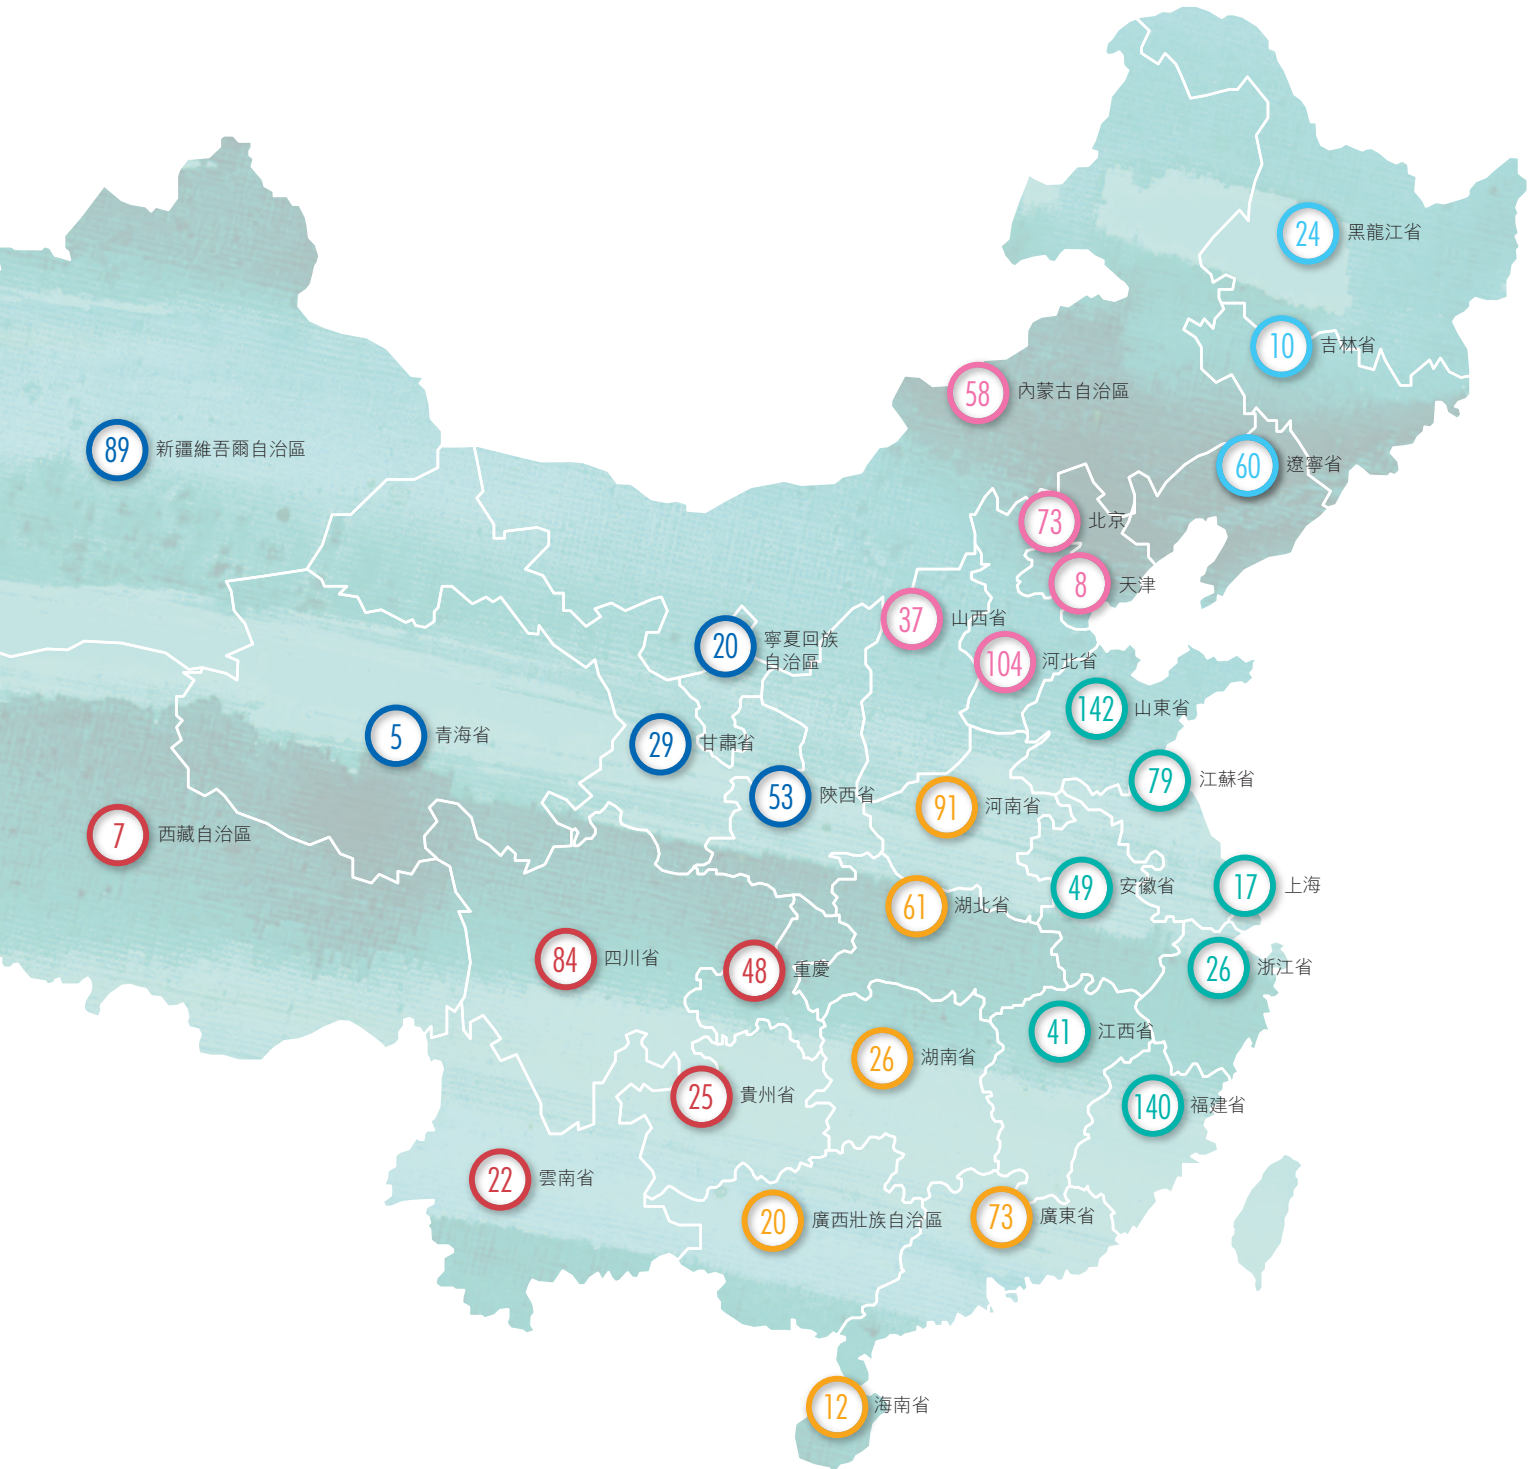 24
黑龍江省
10
吉林省
58
內蒙古自治區
89
新疆維吾爾自治區
60
遼寧省
73
北京
8
天津
37
山西省
20
寧夏回族
自治區
104
河北省
142
山東省
5
青海省
29
甘肅省
79
江蘇省
53
陝西省
91
河南省
7
西藏自治區
49
安徽省
17
上海
61
湖北省
84
四川省
48
重慶
26
浙江省
41
江西省
26
湖南省
25
貴州省
140
福建省
22
雲南省
20
廣西壯族自治區
73
廣東省
12
海南省